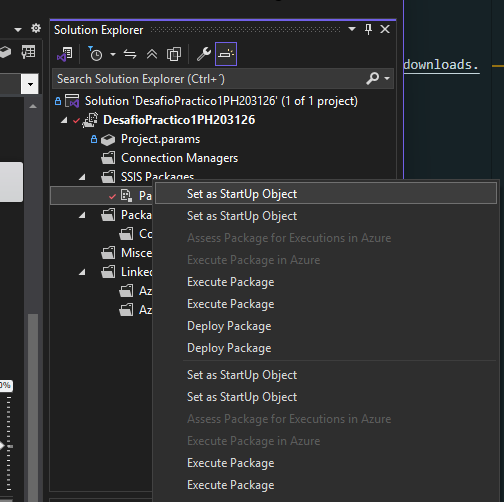 Solution Explorer
Search Solution Explorer (Ctrl+´)
downloads.
Solution 'DesafioPractico1PH203126' (1 of 1 project)
DesafioPractico1PH203126
Project.params
Connection Managers
SSIS Packages
Pa
Set as StartUp Object
Packa
Set as StartUp Object
Co
Assess Package for Executions in Azure
Misce
Execute Package in Azure
Linked
Execute Package
Az
Execute Package
Az
Deploy Package
Deploy Package
Set as StartUp Object
0%
Set as StartUp Object
Assess Package for Executions in Azure
Execute Package in Azure
Execute Package
Execute Package